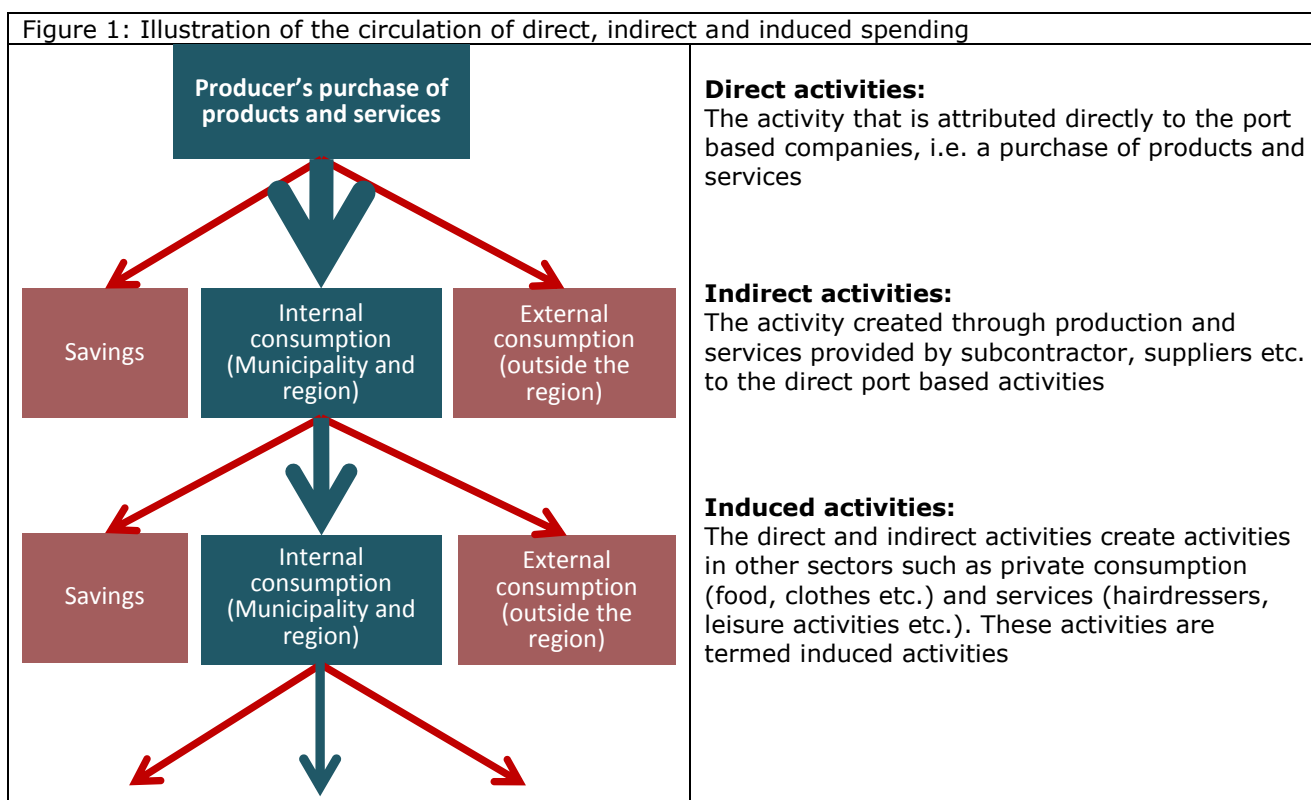 Figure 1: Illustration of the circulation of direct, indirect and induced spending
Producer’s purchase of
products and services
Direct activities:
The activity that is attributed directly to the port
based companies, i.e. a purchase of products and
services
Savings
Internal
consumption
(Municipality and
region)
External
consumption
(outside the
region)
Indirect activities:
The activity created through production and
services provided by subcontractor, suppliers etc.
to the direct port based activities
Savings
Internal
consumption
(Municipality and
region)
External
consumption
(outside the
region)
Induced activities:
The direct and indirect activities create activities
in other sectors such as private consumption
(food, clothes etc.) and services (hairdressers,
leisure activities etc.). These activities are
termed induced activities